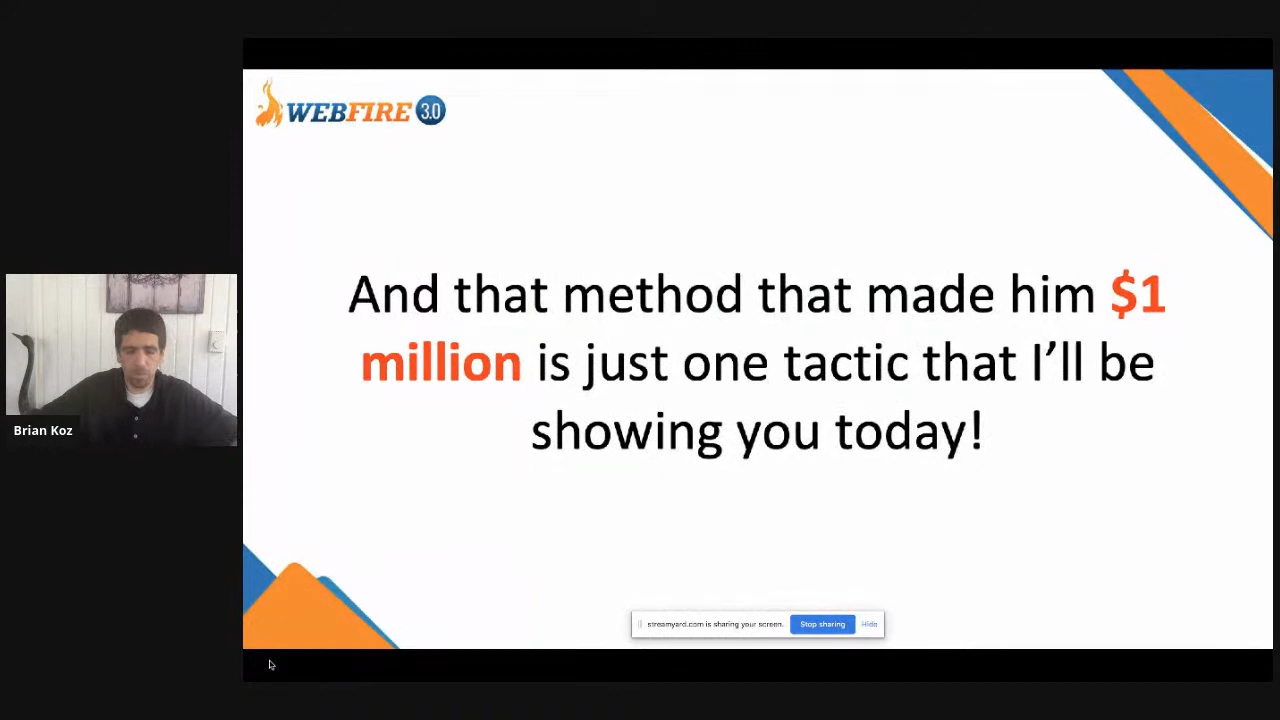 WEBFIRE 3.0
And that method that made him $1
million is just one tactic that I’ll be
showing you today!
Brian Koz
streamyard.com is sharing your screen. Stop sharing Hide